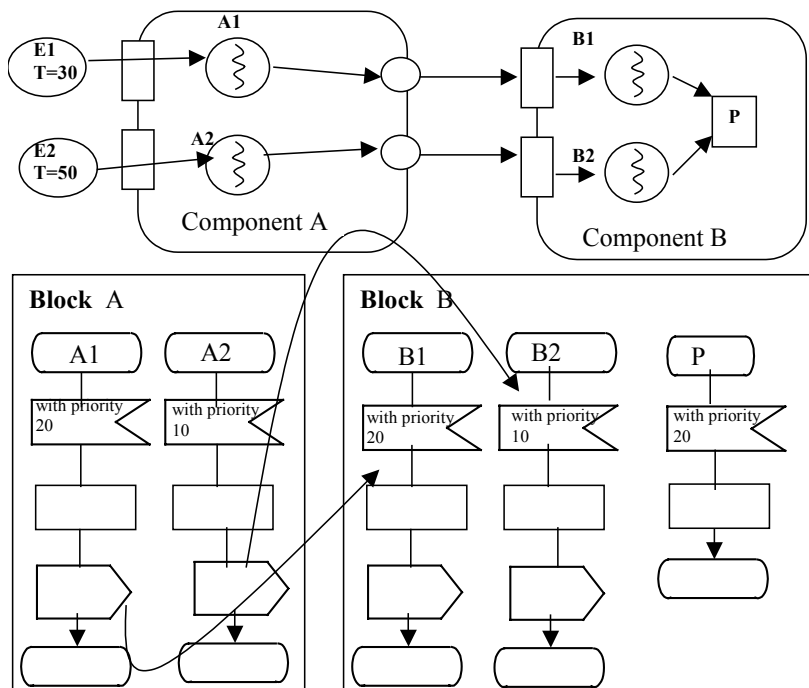 E1
T=30
A1
B1
P
E2
T=50
A2
B2
Component A
Component B
Block A
Block B
A1
A2
B1
B2
P
with priority
20
with priority
10
with priority
20
with priority
10
with priority
20